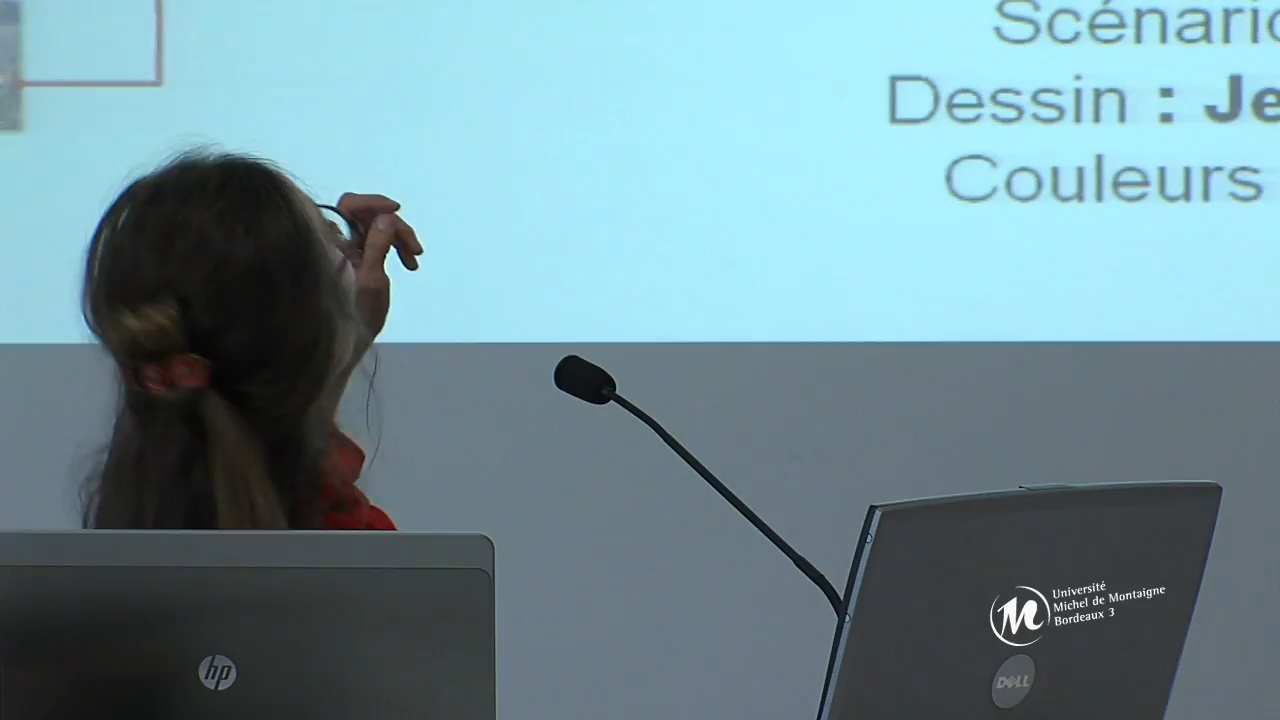 Scénario
Dessin : Je
Couleurs
Université
Michel de Montaigne
Bordeaux 3
hp
DELL